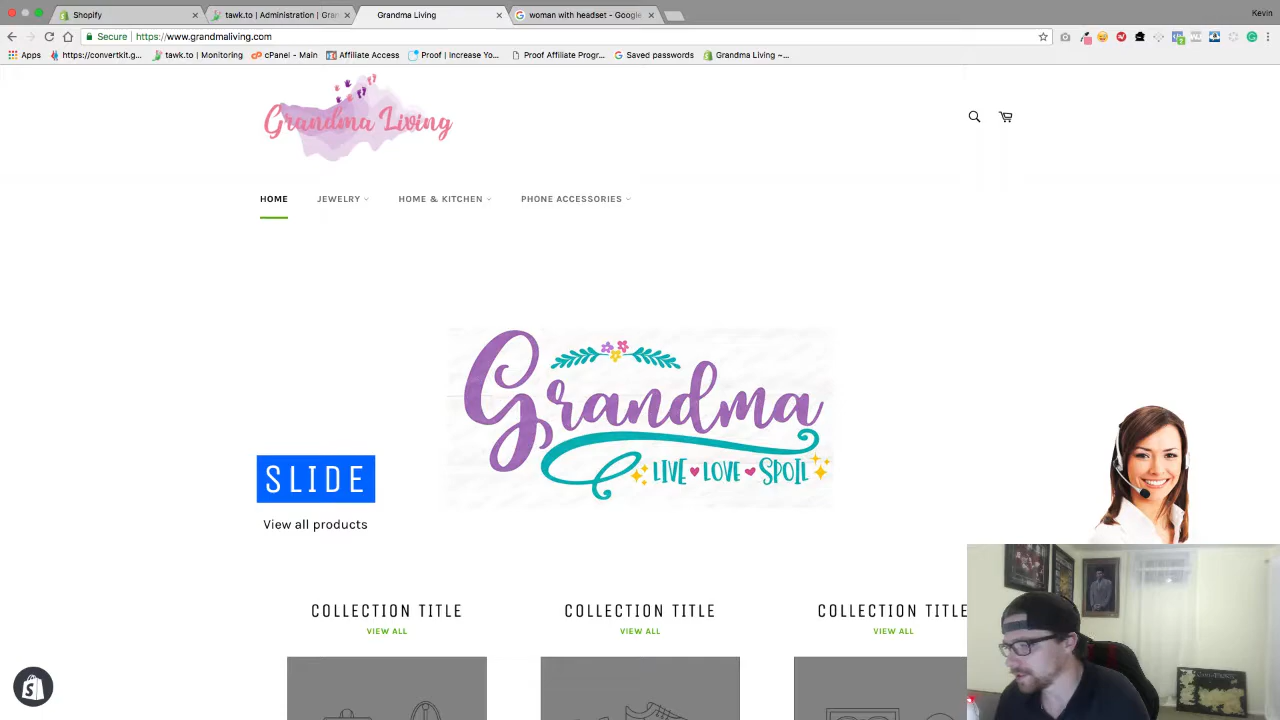 Shopify
tawk.to | Administration | Gran
Grandma Living
woman with headset - Google
Kevin
Secure | https://www.grandmaliving.com
Apps
https://convertkit.g...
tawk.to | Monitoring
cPanel - Main
Affiliate Access
Proof | Increase Yo...
Proof Affiliate Progr...
Saved passwords
Grandma Living ~...
Grandma Living
HOME
JEWELRY
HOME & KITCHEN
PHONE ACCESSORIES
Grandma
LIVE LOVE SPOIL
SLIDE
View all products
COLLECTION TITLE
COLLECTION TITLE
COLLECTION TITLE
VIEW ALL
VIEW ALL
VIEW ALL